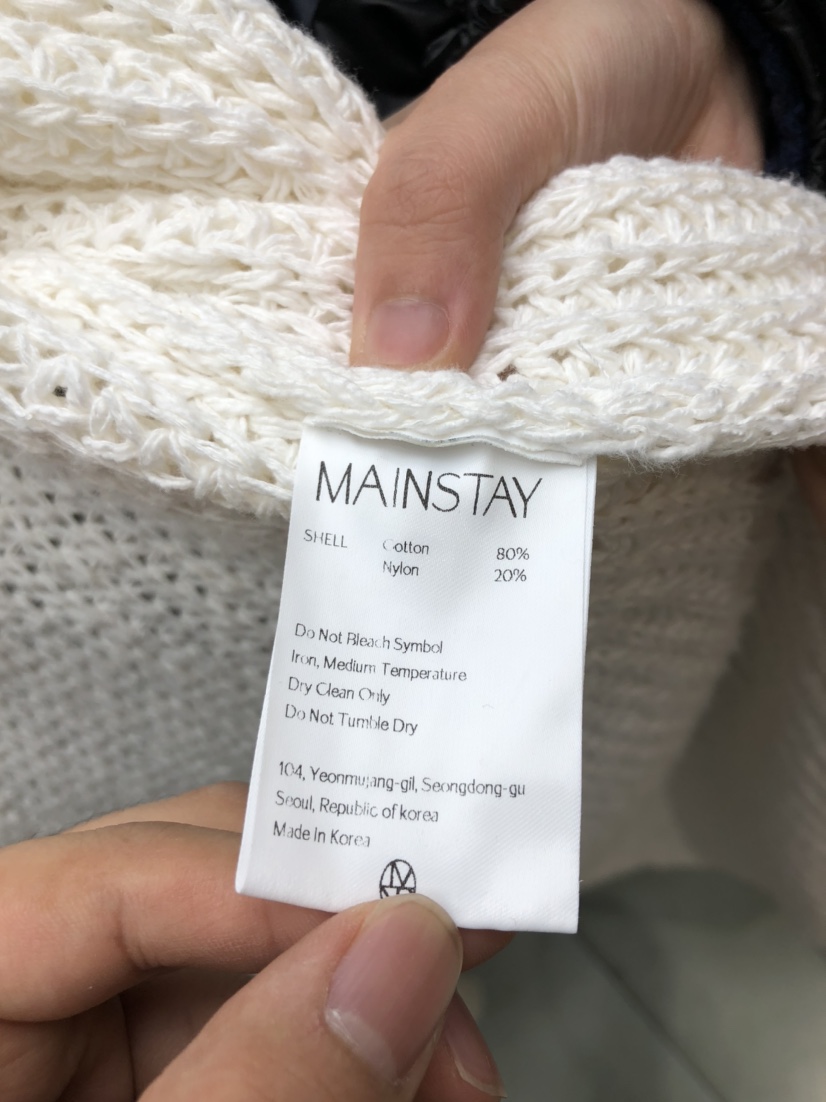 MAINSTAY
SHELL Cotton 80%
Nylon 20%
Do Not Bleach Symbol
Iron, Medium Temperature
Dry Clean Only
Do Not Tumble Dry
104, Yeonmujang-gil, Seongdong-gu
Seoul, Republic of korea
Made In Korea